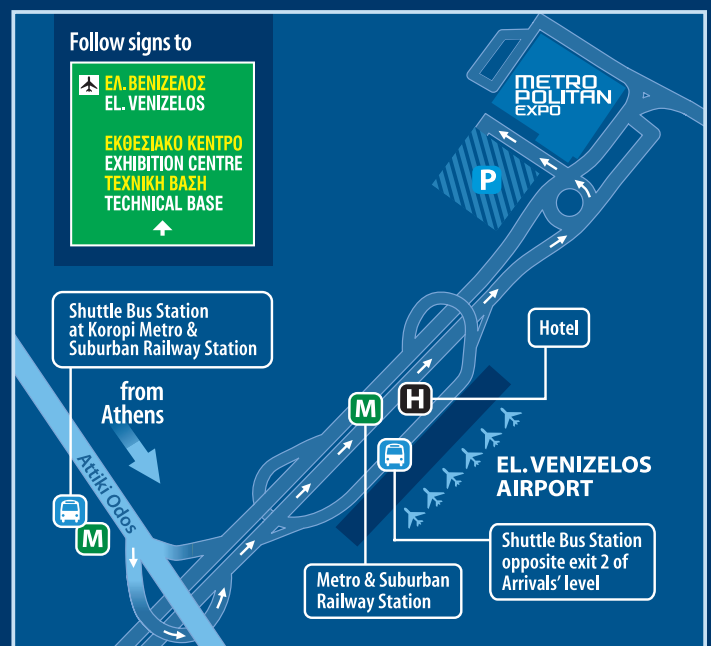 Follow signs to
ΕΛ. ΒΕΝΙΖΕΛΟΣ
EL. VENIZELOS
ΕΚΘΕΣΙΑΚΟ ΚΕΝΤΡΟ
EXHIBITION CENTRE
ΤΕΧΝΙΚΗ ΒΑΣΗ
TECHNICAL BASE
METRO
POLITAN
EXPO
P
Shuttle Bus Station
at Koropi Metro &
Suburban Railway Station
Hotel
from
Athens
H
M
Attiki Odos
EL. VENIZELOS
AIRPORT
M
Shuttle Bus Station
opposite exit 2 of
Arrivals' level
Metro & Suburban
Railway Station